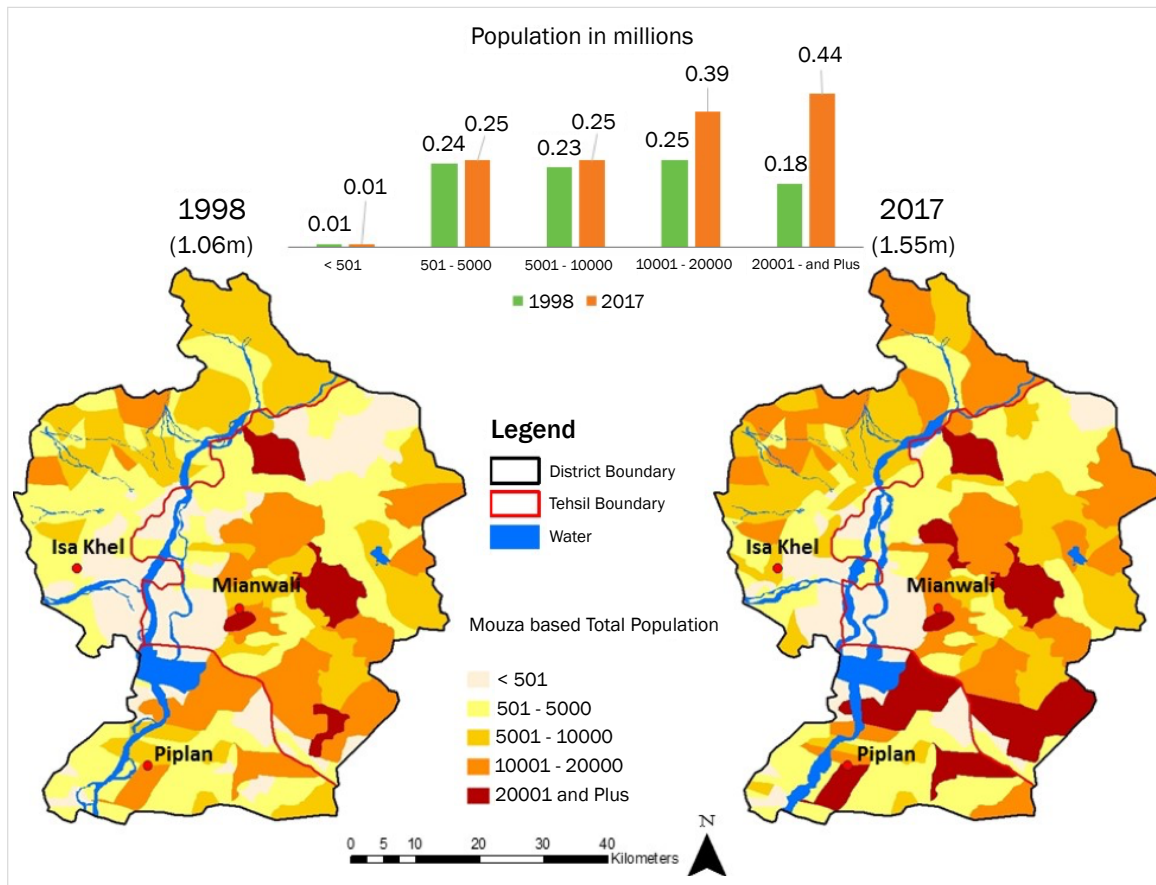 Population in millions
0.01
0.01
0.24
0.25
0.23
0.25
0.25
0.39
0.18
0.44
1998
(1.06m)
2017
(1.55m)
< 501
501 - 5000
5001 - 10000
10001 - 20000
20001 - and Plus
1998
2017
Legend
District Boundary
Tehsil Boundary
Water
Isa Khel
Mianwali
Piplan
Isa Khel
Mianwali
Piplan
Mouza based Total Population
< 501
501 - 5000
5001 - 10000
10001 - 20000
20001 and Plus
N
0 5 10 20 30 40
Kilometers